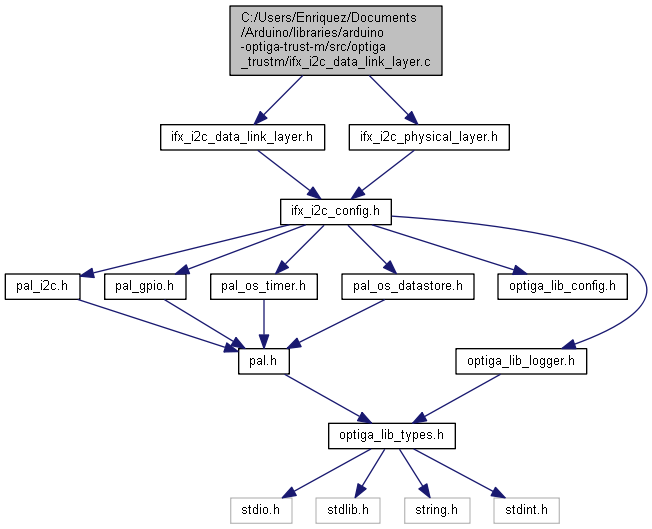 C:/Users/Enriquez/Documents
/Arduino/libraries/arduino
-optiga-trust-m/src/optiga
_trustm/ifx_i2c_data_link_layer.c
ifx_i2c_data_link_layer.h
ifx_i2c_physical_layer.h
ifx_i2c_config.h
pal_i2c.h
pal_gpio.h
pal_os_timer.h
pal_os_datastore.h
optiga_lib_config.h
pal.h
optiga_lib_logger.h
optiga_lib_types.h
stdio.h
stdlib.h
string.h
stdint.h